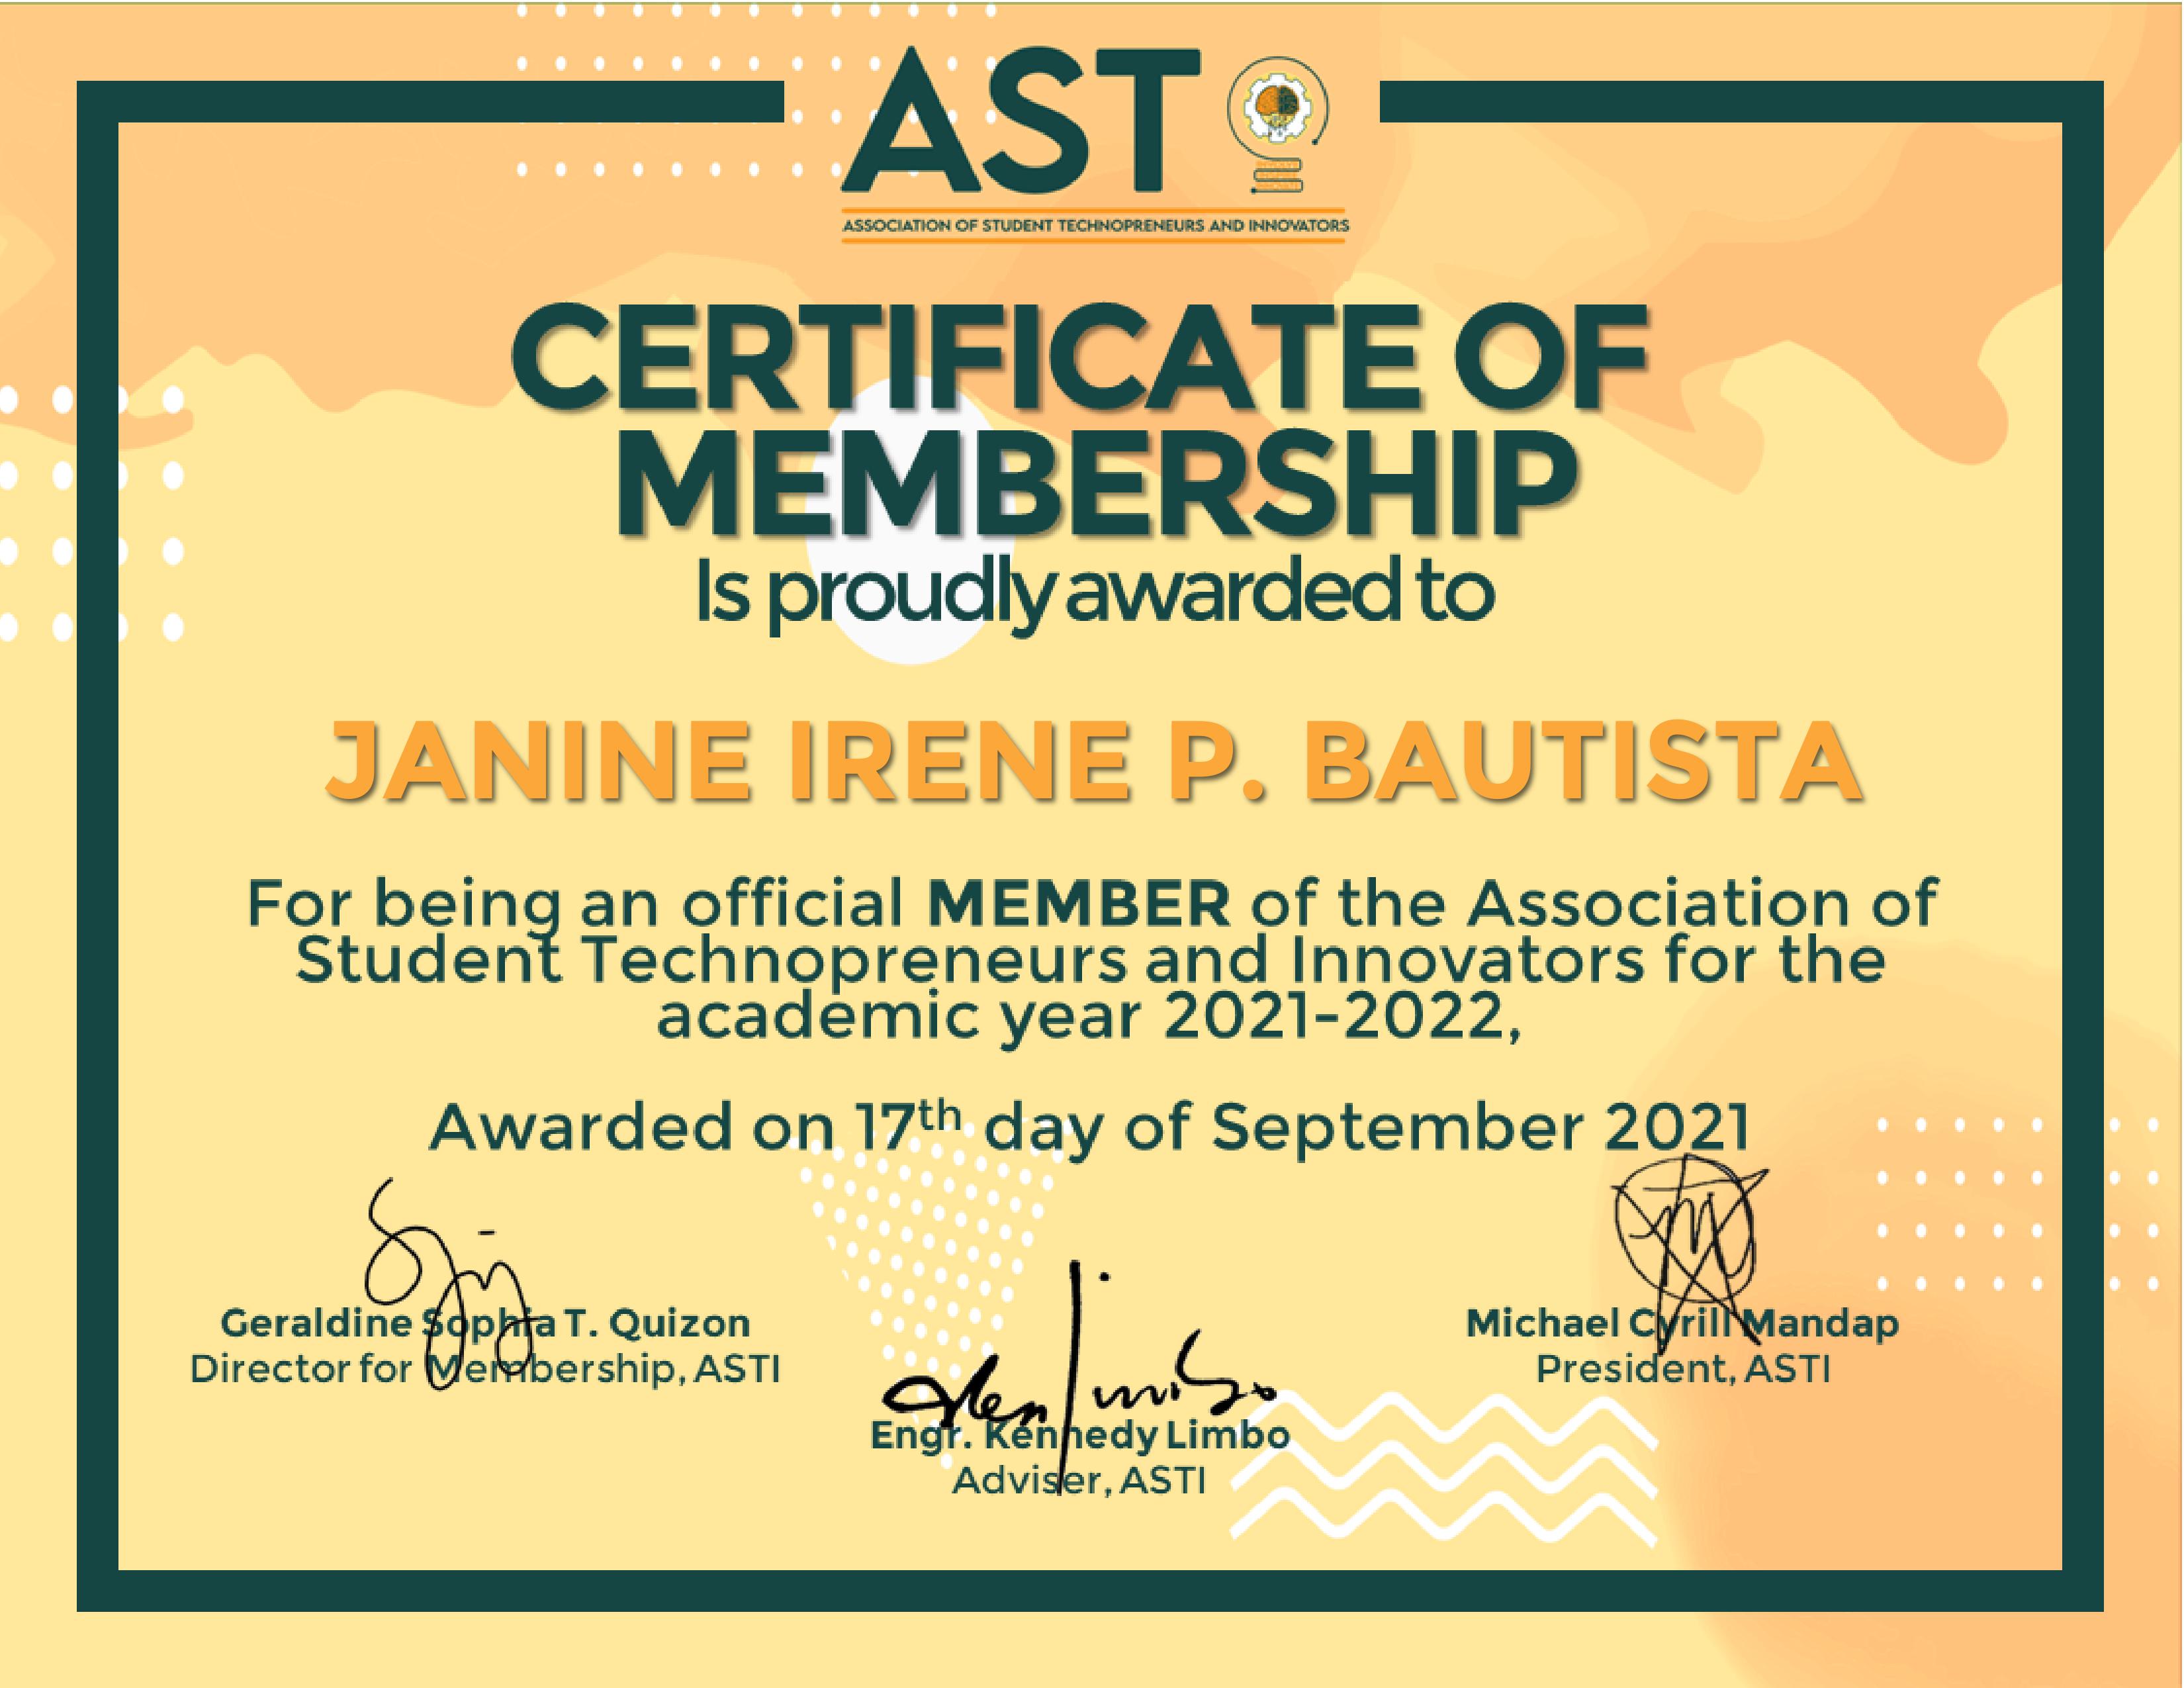 AST
ASSOCIATION OF STUDENT TECHNOPRENEURS AND INNOVATORS
CERTIFICATE OF
MEMBERSHIP
Is proudly awarded to
JANINE IRENE P. BAUTISTA
For being an official MEMBER of the Association of
Student Technopreneurs and Innovators for the
academic year 2021-2022,
Awarded on 17th day of September 2021
Geraldine Sophia T. Quizon
Director for Membership, ASTI
Michael Cyrill Mandap
President, ASTI
Engr. Kennedy Limbo
Adviser, ASTI